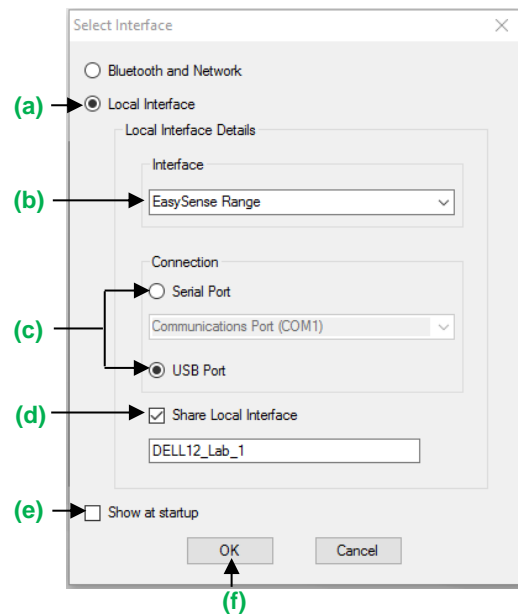 Select Interface
Bluetooth and Network
(a) Local Interface
Local Interface Details
Interface
(b) EasySense Range
Connection
Serial Port
(c) Communications Port (COM1)
USB Port
(d) Share Local Interface
DELL12_Lab_1
(e) Show at startup
OK Cancel
(f)